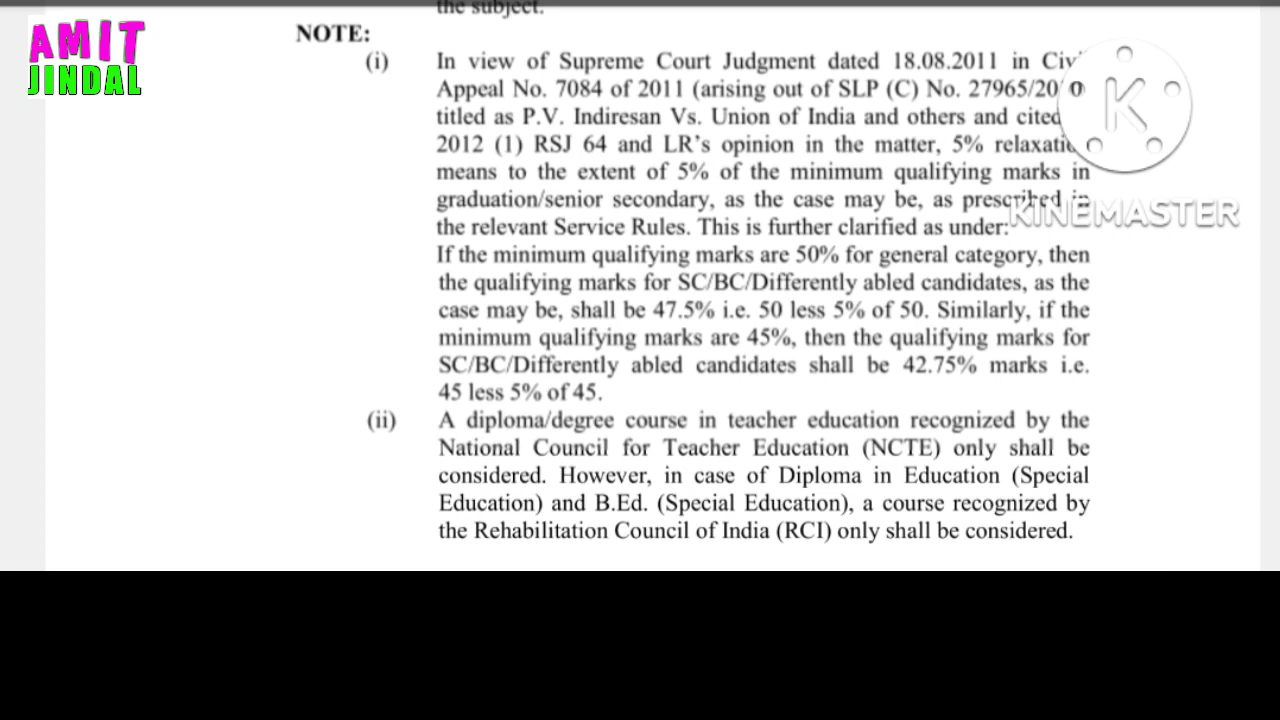 the subject.
AMIT
JINDAL
NOTE:
(i) In view of Supreme Court Judgment dated 18.08.2011 in
Appeal No. 7084 of 2011 (arising out of SLP (C) No.
titled as P.V. Indiresan Vs. Union of India and others and cited
2012 (1) RSJ 64 and LR's opinion in the matter, 5%
means to the extent of 5% of the minimum qualifying marks in
graduation/senior secondary, as the case may be, as prescribed in
the relevant Service Rules. This is further clarified as under:
KINEMASTER
If the minimum qualifying marks are 50% for general category, then
the qualifying marks for SC/BC/Differently abled candidates, as the
case may be, shall be 47.5% i.e. 50 less 5% of 50. Similarly, if the
minimum qualifying marks are 45%, then the qualifying marks for
SC/BC/Differently abled candidates shall be 42.75% marks i.e.
45 less 5% of 45.
(ii) A diploma/degree course in teacher education recognized by the
National Council for Teacher Education (NCTE) only shall be
considered. However, in case of Diploma in Education (Special
Education) and B.Ed. (Special Education), a course recognized by
the Rehabilitation Council of India (RCI) only shall be considered.